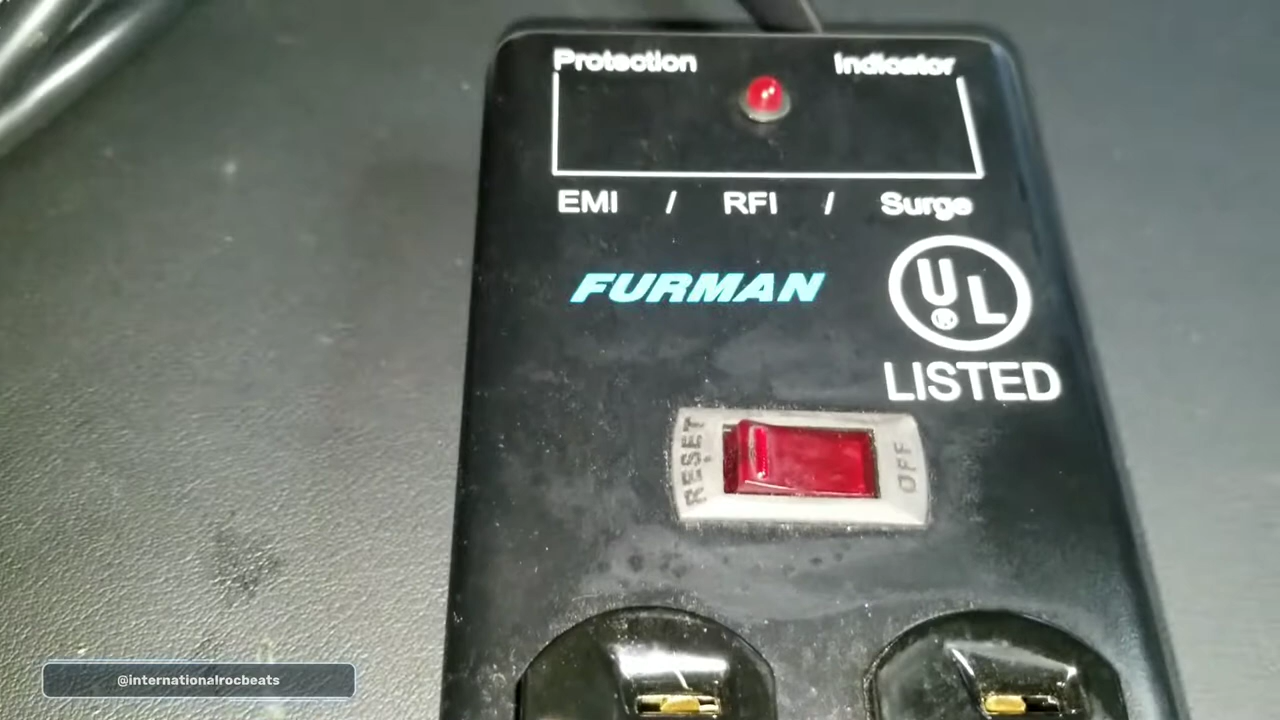 Protection Indicator
EMI / RFI / Surge
FURMAN
UL
®
LISTED
RESET
OFF
@internationalrocbeats